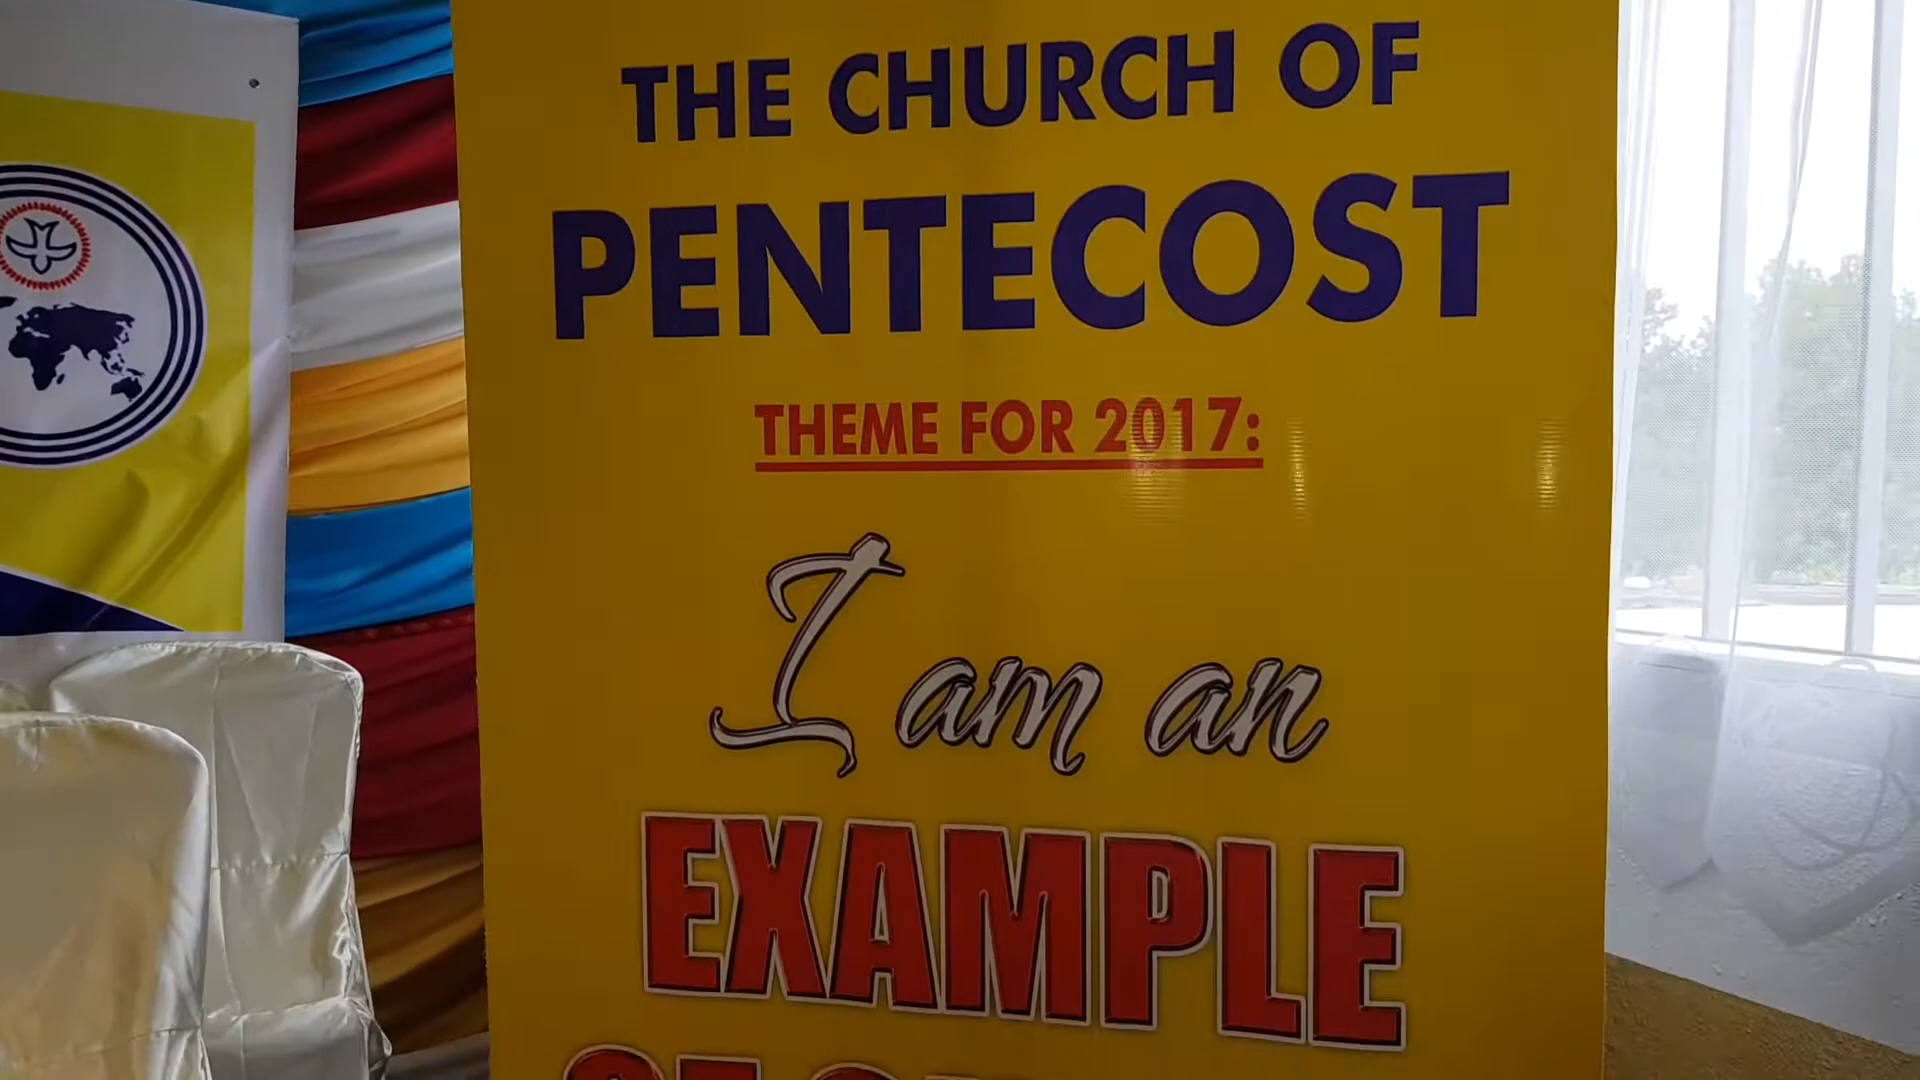 THE CHURCH OF
PENTECOST
THEME FOR 2017:
I am an
EXAMPLE